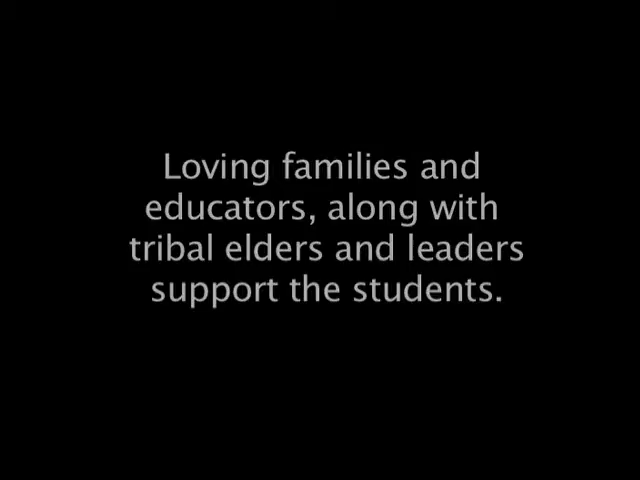 Loving families and
educators, along with
tribal elders and leaders
support the students.